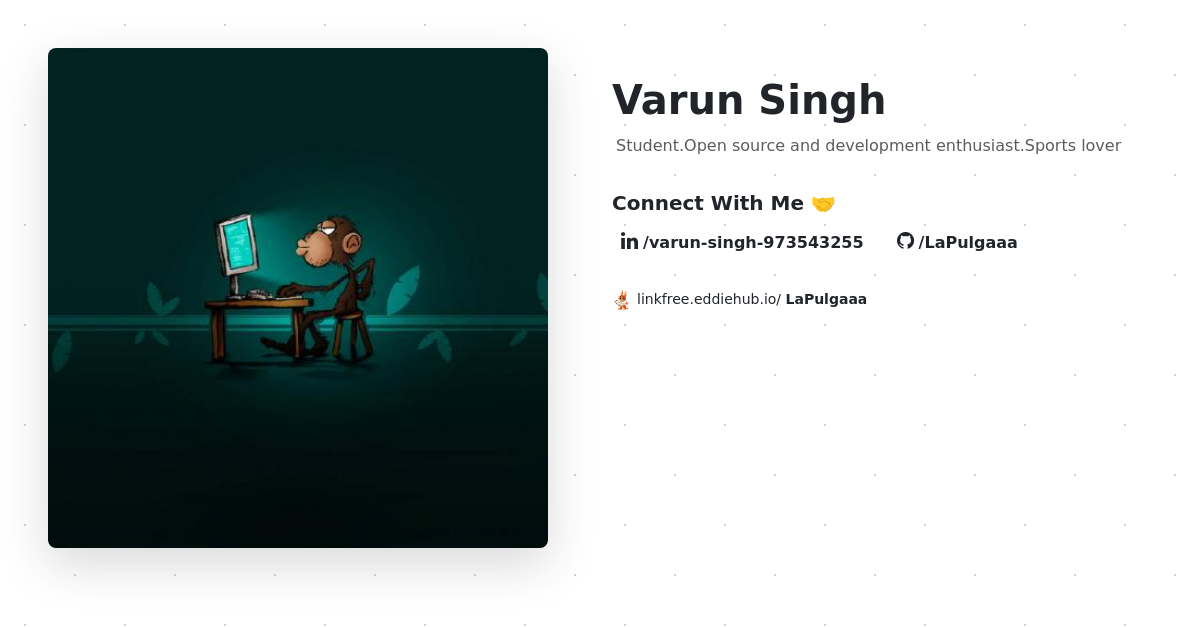 Varun Singh
Student.Open source and development enthusiast.Sports lover
Connect With Me 🤝
in /varun-singh-973543255 /LaPulgaaa
linkfree.eddiehub.io/ LaPulgaaa